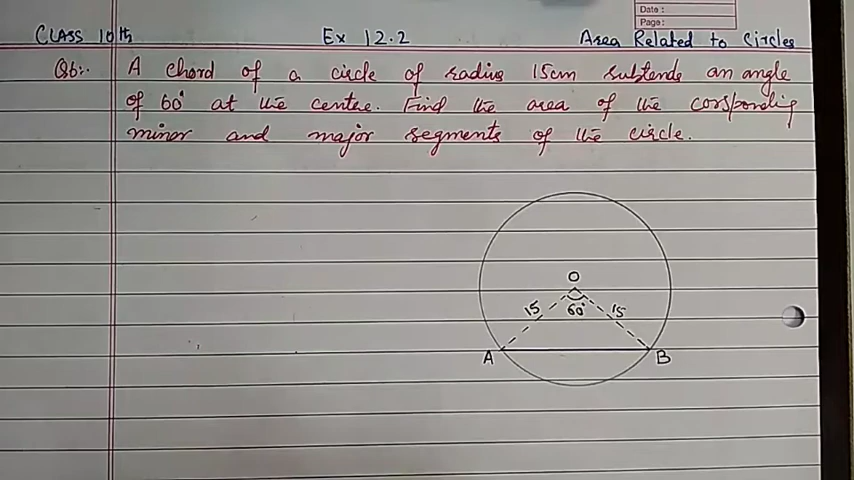 Date :
Page :
CLASS 10th Ex 12.2 Area Related to Circles
Q6:- A chord of a circle of radius 15cm subtends an angle
of 60° at the centre. Find the area of the corsponding
minor and major segments of the circle.
O
15 60° 15
A B